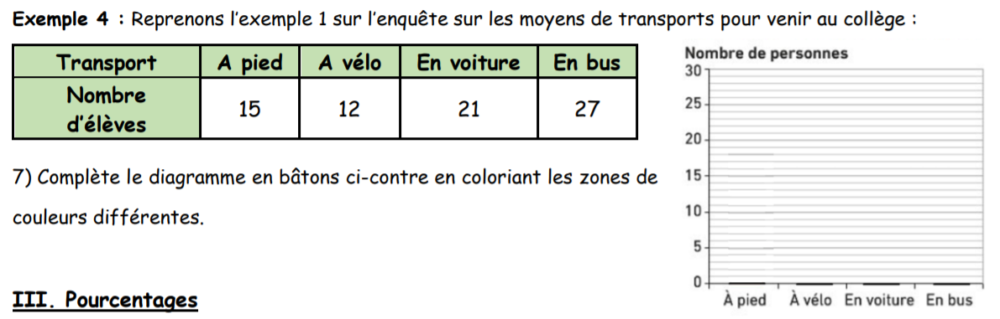 Exemple 4 : Reprenons l'exemple 1 sur l'enquête sur les moyens de transports pour venir au collège :
Transport A pied A vélo En voiture En bus
Nombre d'élèves 15 12 21 27
7) Complète le diagramme en bâtons ci-contre en coloriant les zones de
couleurs différentes.
III. Pourcentages
Nombre de personnes
30
25
20
15
10
5
0
À pied À vélo En voiture En bus